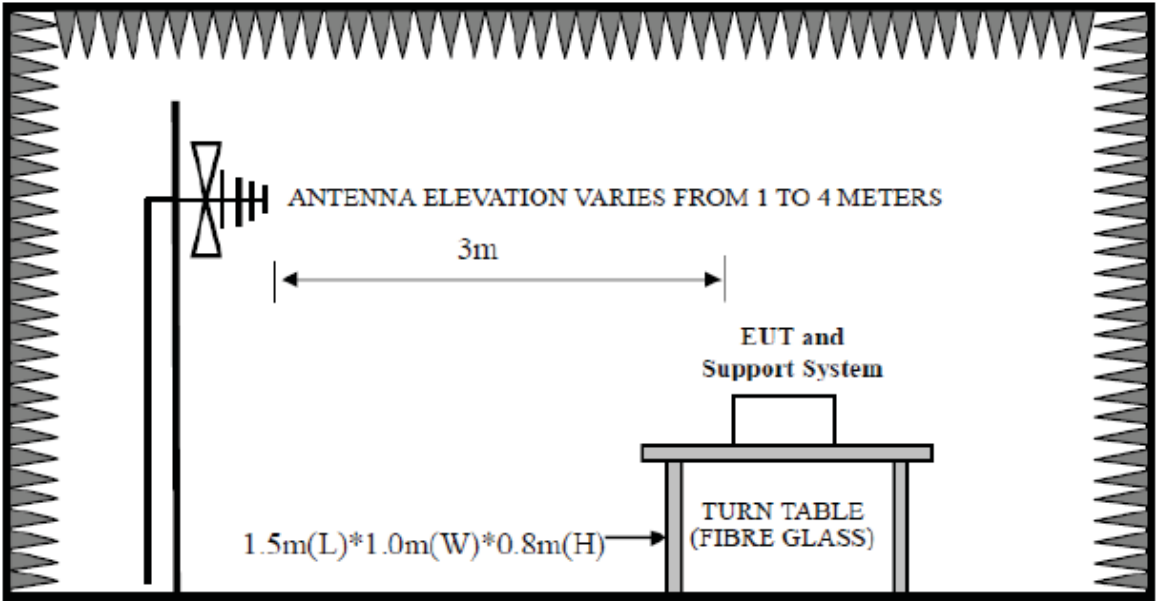 ANTENNA ELEVATION VARIES FROM 1 TO 4 METERS
3m
EUT and
Support System
TURN TABLE
(FIBRE GLASS)
1.5m(L)*1.0m(W)*0.8m(H)